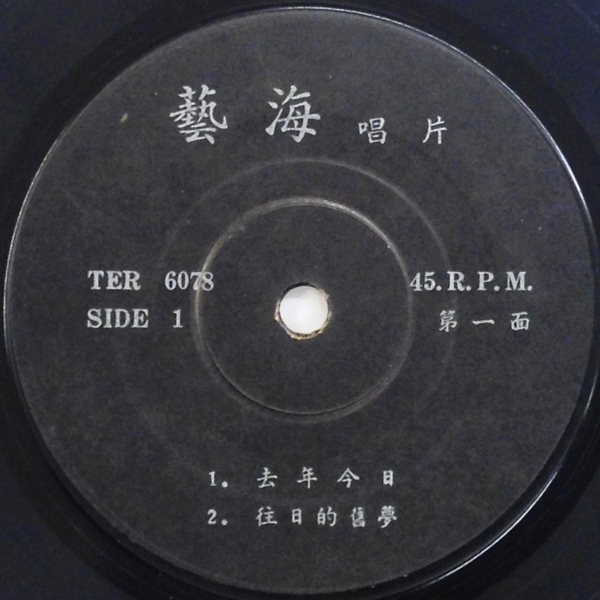 藝海唱片
TER 6078 45.R.P.M.
SIDE 1 第一面
1. 去年今日
2. 往日的舊夢